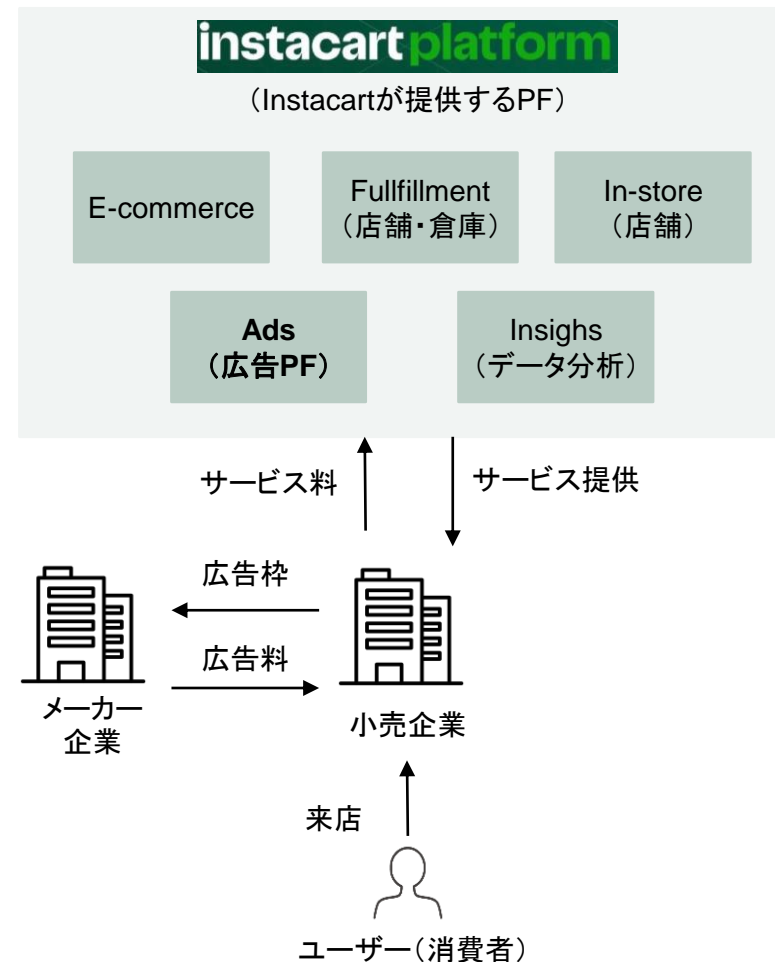 instacart platform
（Instacartが提供するPF）
E-commerce
Fullfillment
（店舗・倉庫）
In-store
（店舗）
Ads
（広告PF）
Insighs
（データ分析）
サービス料
サービス提供
広告枠
広告料
メーカー
企業
小売企業
来店
ユーザー（消費者）